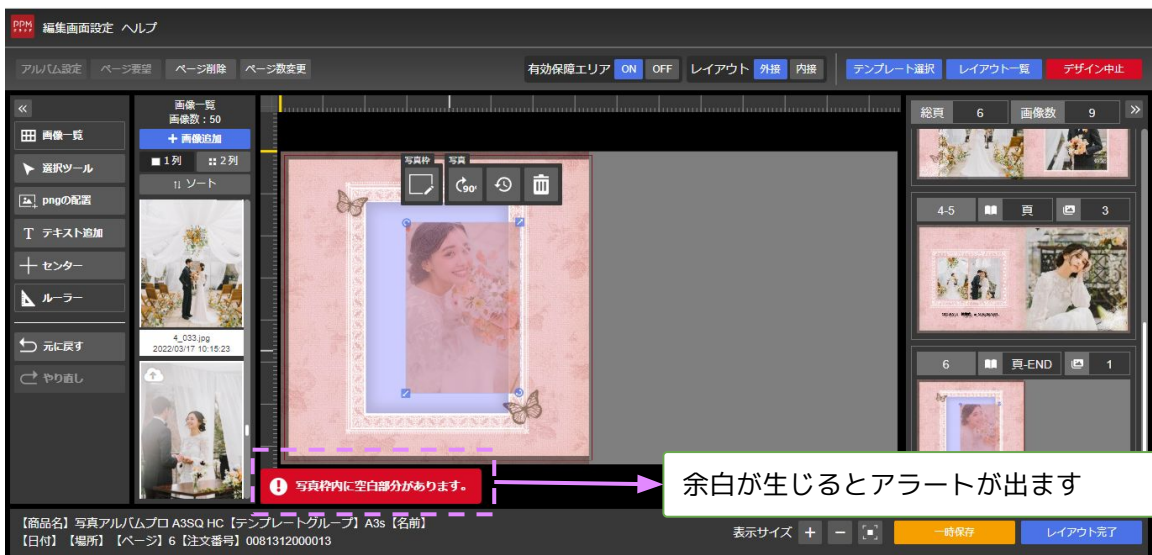 PPM 編集画面設定 ヘルプ
アルバム設定 ページ要望 ページ削除 ページ数変更 有効保障エリア ON OFF レイアウト 外接 内接 テンプレート選択 レイアウト一覧 デザイン中止
画像一覧
画像数:50
+ 画像追加
1列 2列
ソート
4_033.jpg
2022/03/17 10:15:23
画像一覧
選択ツール
pngの配置
T テキスト追加
センター
ルーラー
元に戻す
やり直し
写真枠 写真
90°
総頁 6 画像数 9
4-5 頁 3
6 頁-END 1
写真枠内に空白部分があります。
余白が生じるとアラートが出ます
【商品名】写真アルバムプロ A3SQ HC【テンプレートグループ】A3s【名前】
【日付】【場所】【ページ】6【注文番号】0081312000013
表示サイズ + − 一時保存 レイアウト完了